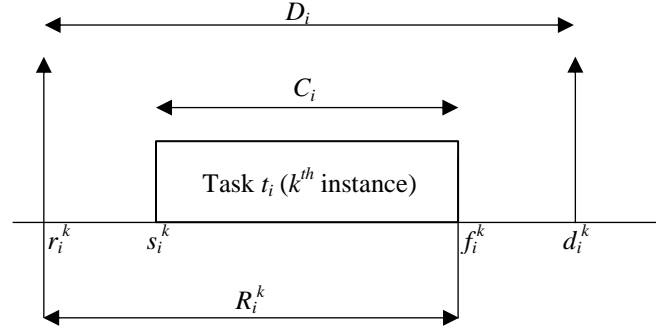 D_i
C_i
Task t_i (k^th instance)
r_i^k s_i^k f_i^k d_i^k
R_i^k